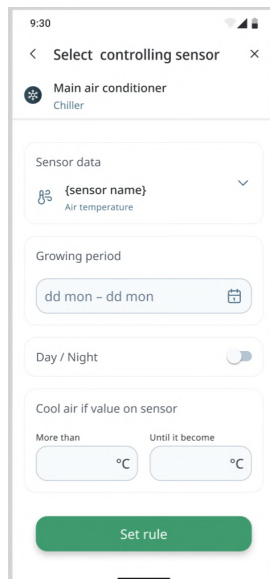 9:30
Select controlling sensor
Main air conditioner
Chiller
Sensor data
{sensor name}
Air temperature
Growing period
dd mon – dd mon
Day / Night
Cool air if value on sensor
More than Until it become
°C °C
Set rule